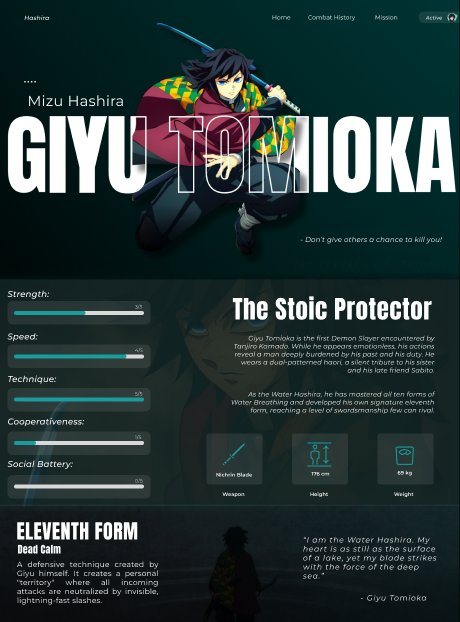 Hashira
Home
Combat History
Mission
Active
Mizu Hashira
GIYU TOMIOKA
- Don't give others a chance to kill you!
Strength:
3/5
Speed:
4/5
Technique:
5/5
Cooperativeness:
1/5
Social Battery:
0/5
The Stoic Protector
Giyu Tomioka is the first Demon Slayer encountered by
Tanjiro Kamado. While he appears emotionless, his actions
reveal a man deeply burdened by his past and his duty. He
wears a dual-patterned haori, a silent tribute to his sister
and his late friend Sabito.
As the Water Hashira, he has mastered all ten forms of
Water Breathing and developed his own signature eleventh
form, reaching a level of swordsmanship few can rival.
Nichrin Blade
Weapon
176 cm
Height
69 kg
Weight
ELEVENTH FORM
Dead Calm
A defensive technique created by
Giyu himself. It creates a personal
"territory" where all incoming
attacks are neutralized by invisible,
lightning-fast slashes.
"I am the Water Hashira. My
heart is as still as the surface
of a lake, yet my blade strikes
with the force of the deep
sea."
- Giyu Tomioka